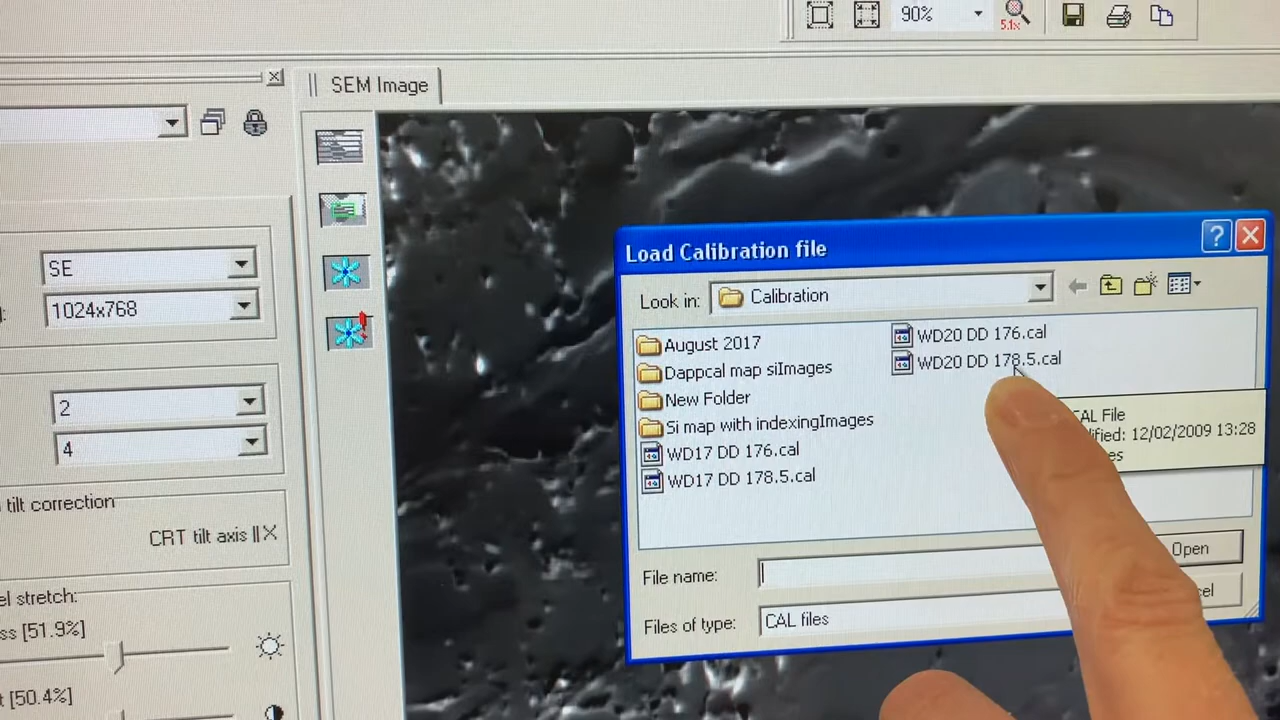 90%
5.1x
SEM Image
SE
1024x768
2
4
tilt correction
CRT tilt axis || X
stretch:
[51.9%]
[50.4%]
Load Calibration file
Look in:
Calibration
August 2017
Dappcal map siImages
New Folder
Si map with indexingImages
WD17 DD 176.cal
WD17 DD 178.5.cal
WD20 DD 176.cal
WD20 DD 178.5.cal
CAL File
12/02/2009 13:28
File name:
Open
Files of type:
CAL files